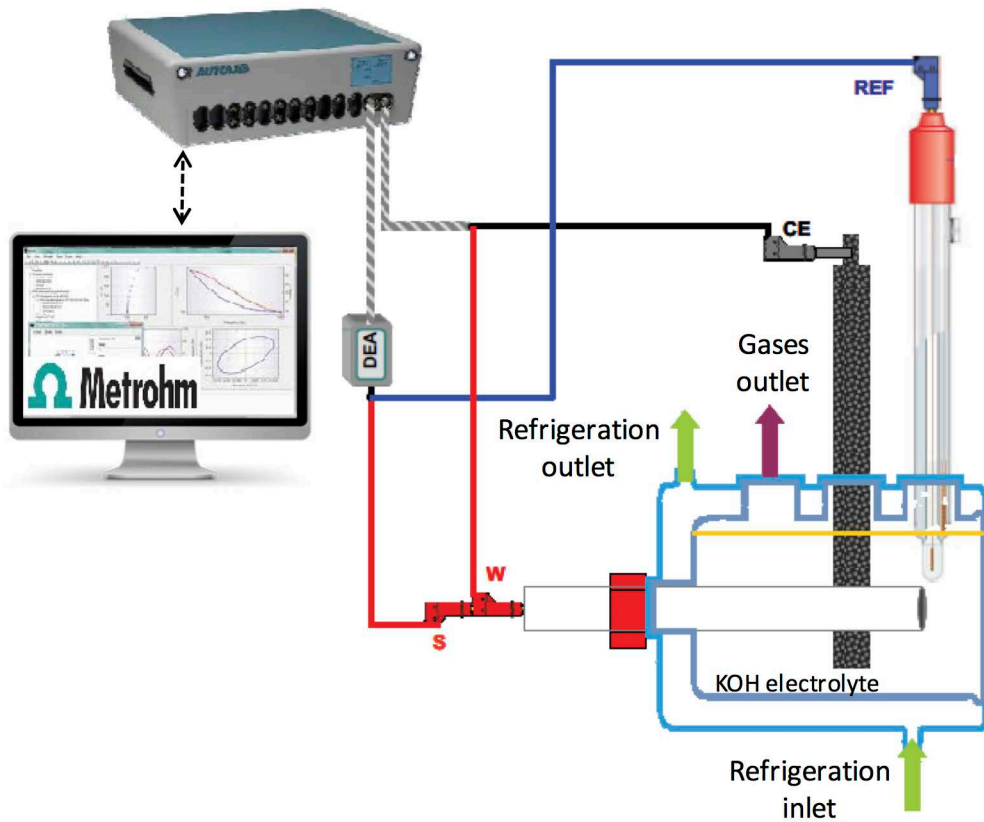 AUTOLAB
REF
CE
DEA
Metrohm
Gases
outlet
Refrigeration
outlet
W
S
KOH electrolyte
Refrigeration
inlet